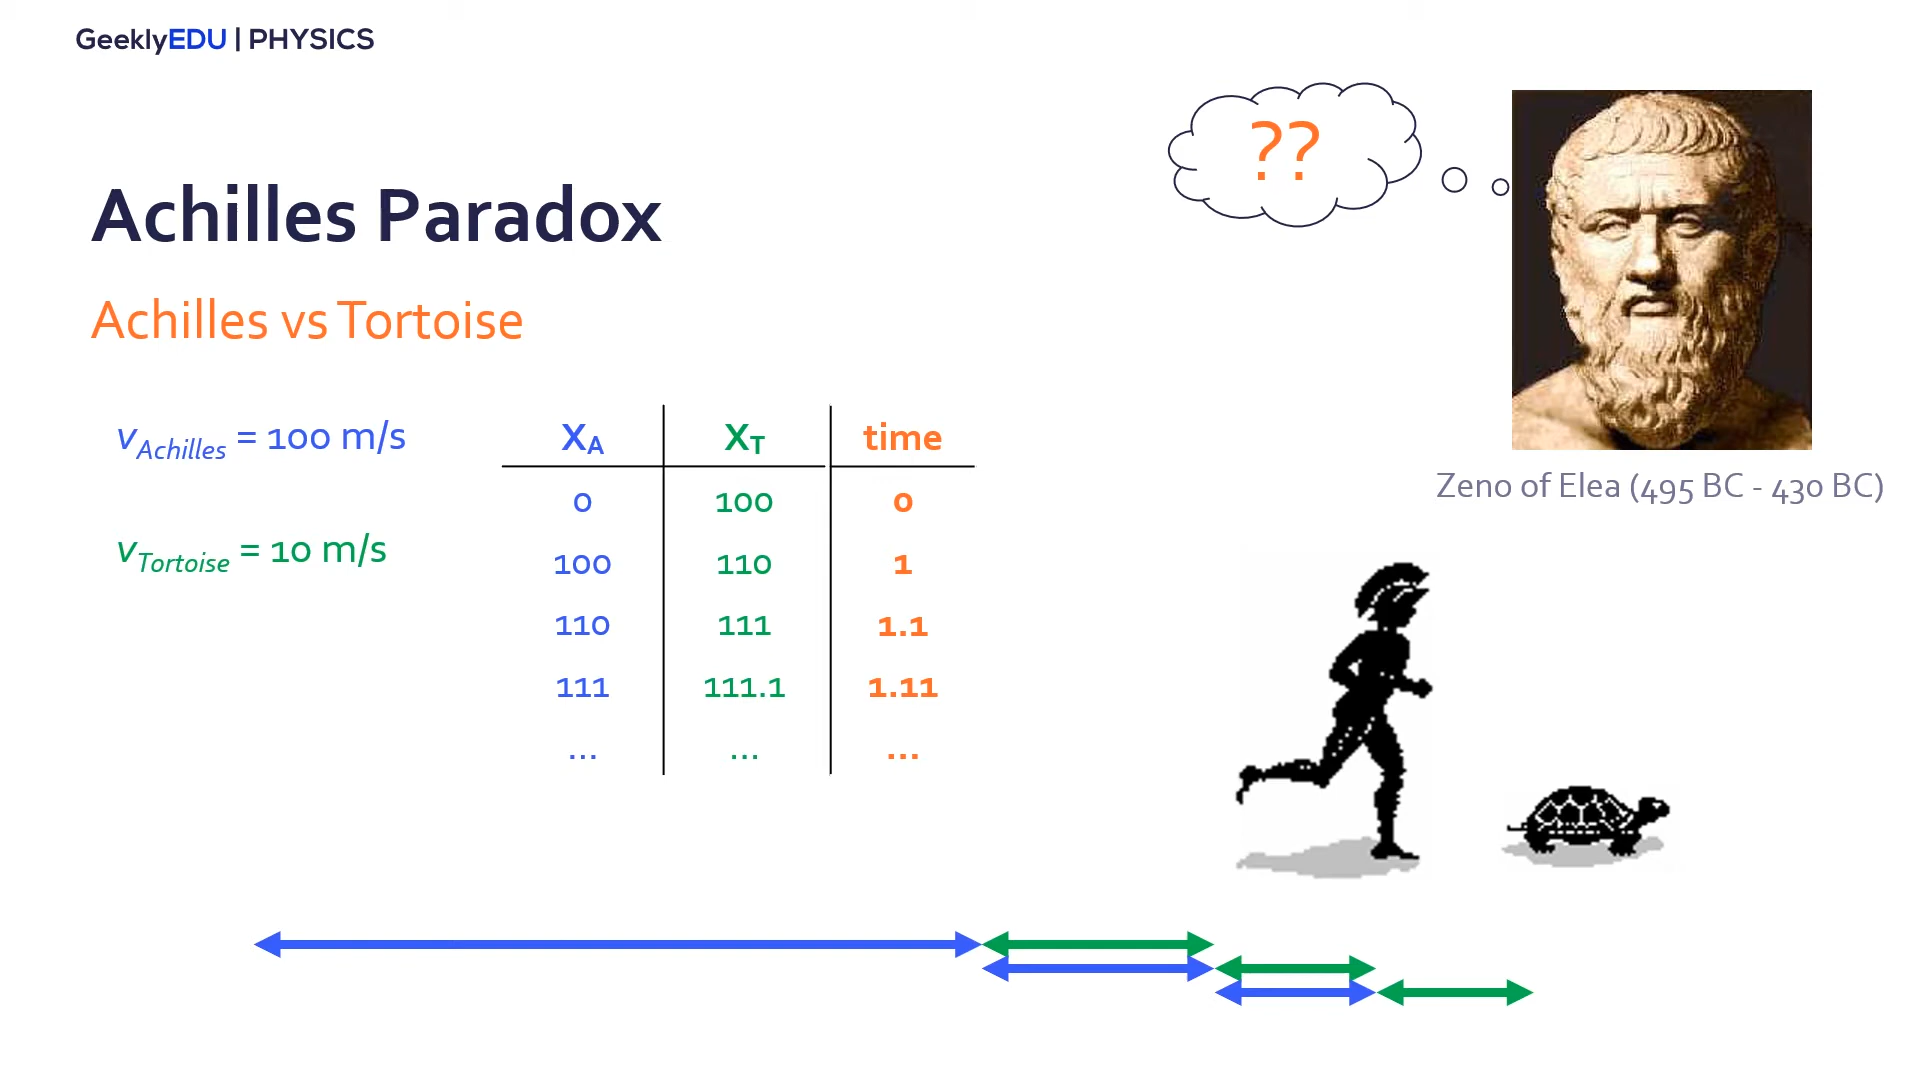 GeeklyEDU | PHYSICS
??
Achilles Paradox
Achilles vs Tortoise
Zeno of Elea (495 BC - 430 BC)
vAchilles = 100 m/s
vTortoise = 10 m/s
XA XT time
0 100 0
100 110 1
110 111 1.1
111 111.1 1.11
... ... ...